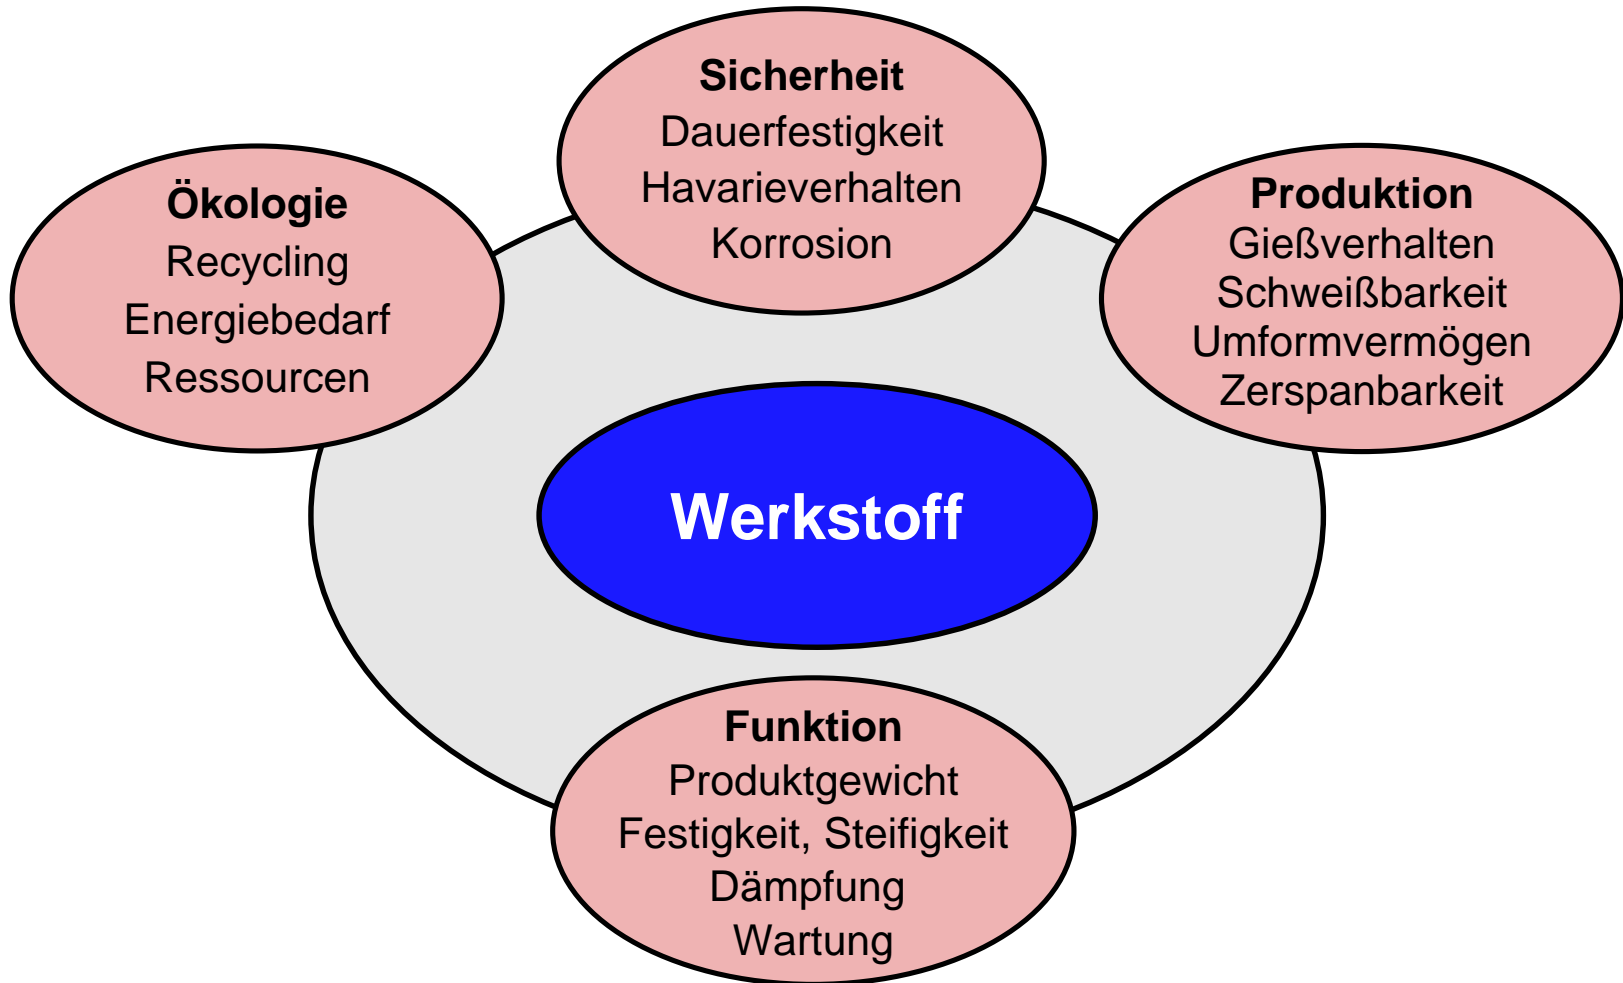 Sicherheit
Dauerfestigkeit
Havarieverhalten
Korrosion
Ökologie
Recycling
Energiebedarf
Ressourcen
Produktion
Gießverhalten
Schweißbarkeit
Umformvermögen
Zerspanbarkeit
Werkstoff
Funktion
Produktgewicht
Festigkeit, Steifigkeit
Dämpfung
Wartung